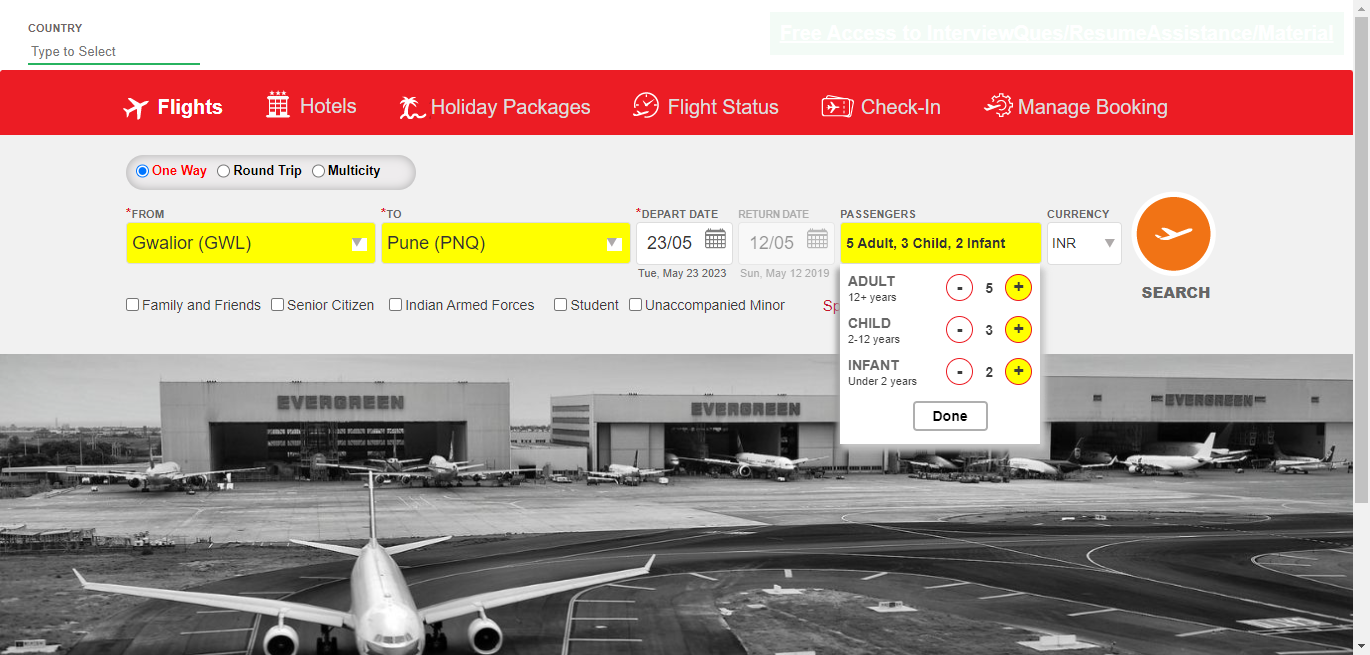 COUNTRY
Type to Select
Free Access to InterviewQues/ResumeAssistance/Material
Flights Hotels Holiday Packages Flight Status Check-In Manage Booking
One Way Round Trip Multicity
*FROM *TO *DEPART DATE RETURN DATE PASSENGERS CURRENCY
Gwalior (GWL) Pune (PNQ) 23/05 12/05 5 Adult, 3 Child, 2 Infant INR
Tue, May 23 2023 Sun, May 12 2019
SEARCH
Family and Friends Senior Citizen Indian Armed Forces Student Unaccompanied Minor
ADULT - 5 +
12+ years
CHILD - 3 +
2-12 years
INFANT - 2 +
Under 2 years
Done
EVERGREEN EVERGREEN EVERGREEN